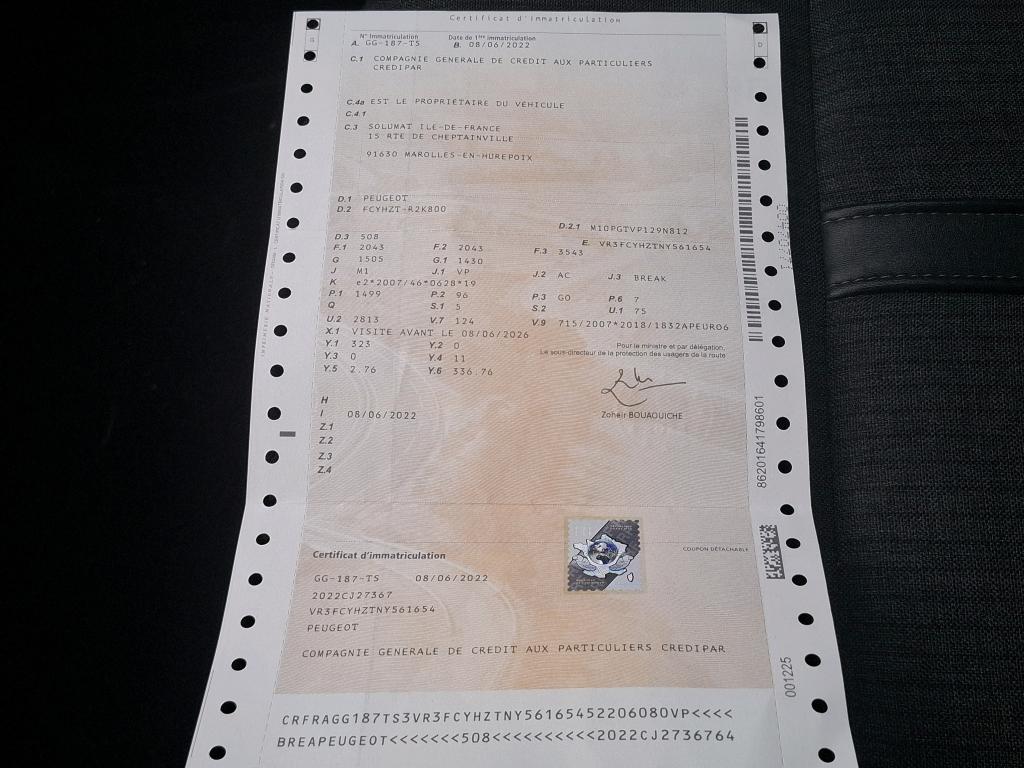 Certificat d'immatriculation
N° Immatriculation Date de 1ère immatriculation
A. GG-187-TS B. 08/06/2022
C.1 COMPAGNIE GENERALE DE CREDIT AUX PARTICULIERS
CREDIPAR
C.4a EST LE PROPRIÉTAIRE DU VÉHICULE
C.4.1
C.3 SOLUMAT ILE-DE-FRANCE
15 RTE DE CHEPTAINVILLE
91630 MAROLLES-EN-HUREPOIX
D.1 PEUGEOT
D.2 FCYHZT-R2K800
D.2.1 M10PGTVP129N812
D.3 508 E. VR3FCYHZTNY561654
F.1 2043 F.2 2043 F.3 3543
G 1505 G.1 1430
J M1 J.1 VP J.2 AC J.3 BREAK
K e2*2007/46*0628*19
P.1 1499 P.2 96 P.3 GO P.6 7
Q S.1 5 S.2 U.1 75
U.2 2813 V.7 124 V.9 715/2007*2018/1832APEURO6
X.1 VISITE AVANT LE 08/06/2026
Y.1 323 Y.2 0
Y.3 0 Y.4 11
Y.5 2.76 Y.6 336.76
Pour le ministre et par délégation,
Le sous-directeur de la protection des usagers de la route
Zoheir BOUAOUICHE
H
I 08/06/2022
Z.1
Z.2
Z.3
Z.4
86201641798601
COUPON DÉTACHABLE
Certificat d'immatriculation
GG-187-TS 08/06/2022
2022CJ27367
VR3FCYHZTNY561654
PEUGEOT
COMPAGNIE GENERALE DE CREDIT AUX PARTICULIERS CREDIPAR
001225
CRFRAGG187TS3VR3FCYHZTNY5616545220608OVP<<<<
BREAPEUGEOT<<<<<<<508<<<<<<<<<<2022CJ2736764